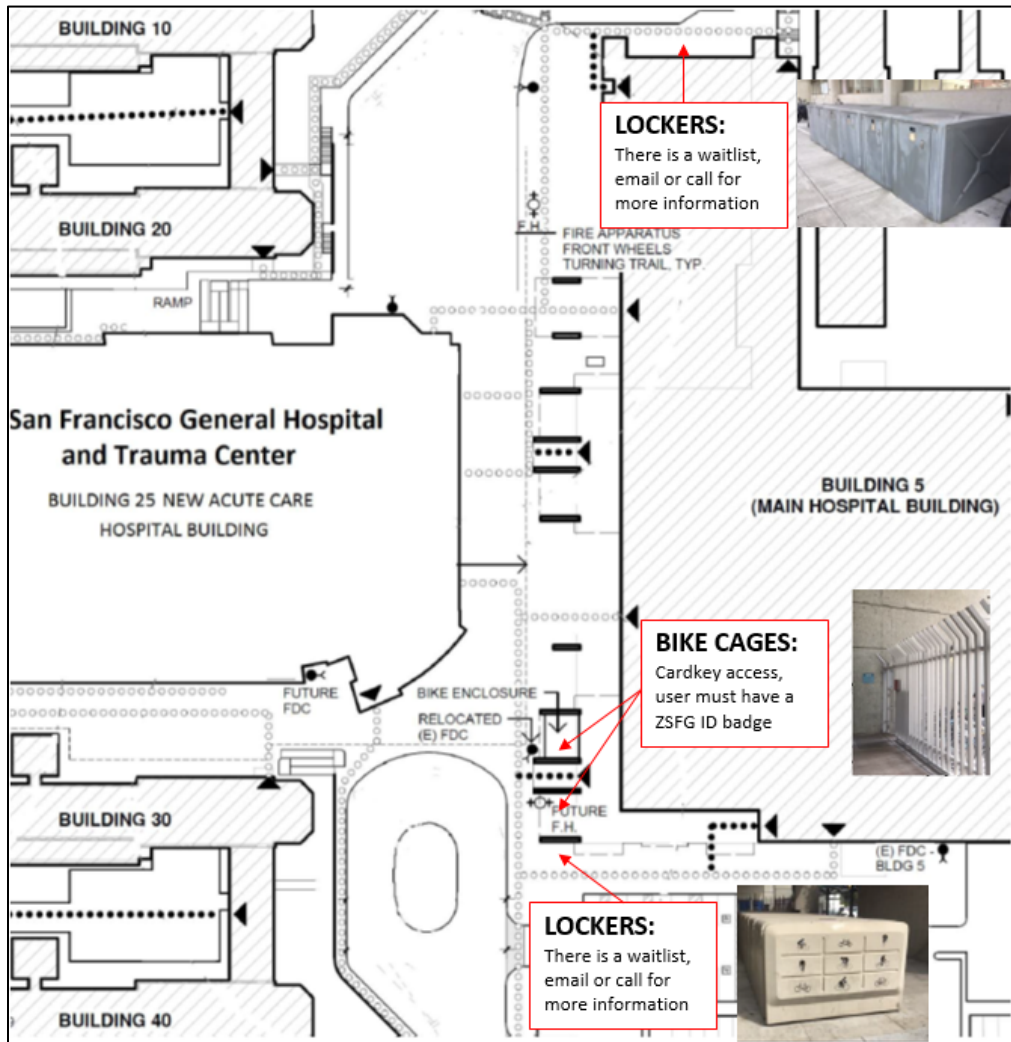 BUILDING 10
LOCKERS:
There is a waitlist,
email or call for
more information
BUILDING 20
F.H.
FIRE APPARATUS
FRONT WHEELS
TURNING TRAIL, TYP.
RAMP
San Francisco General Hospital
and Trauma Center
BUILDING 25 NEW ACUTE CARE
HOSPITAL BUILDING
BUILDING 5
(MAIN HOSPITAL BUILDING)
BIKE CAGES:
Cardkey access,
user must have a
ZSFG ID badge
FUTURE
FDC
BIKE ENCLOSURE
RELOCATED
(E) FDC
FUTURE
F.H.
BUILDING 30
(E) FDC -
BLDG 5
LOCKERS:
There is a waitlist,
email or call for
more information
BUILDING 40